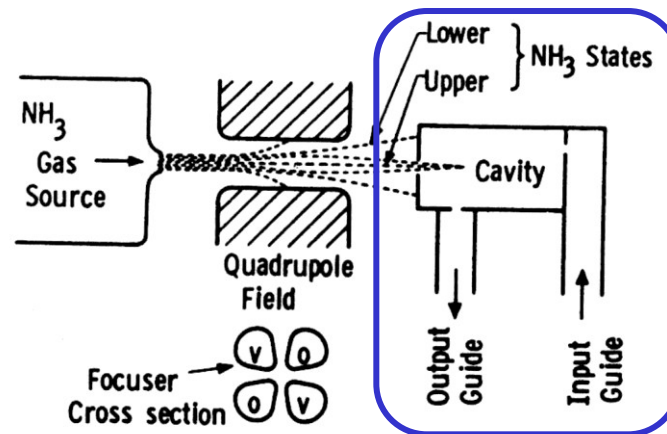 NH3
Gas
Source
Quadrupole
Field
Focuser
Cross section
V O
O V
Lower
Upper
NH3 States
Cavity
Output
Guide
Input
Guide